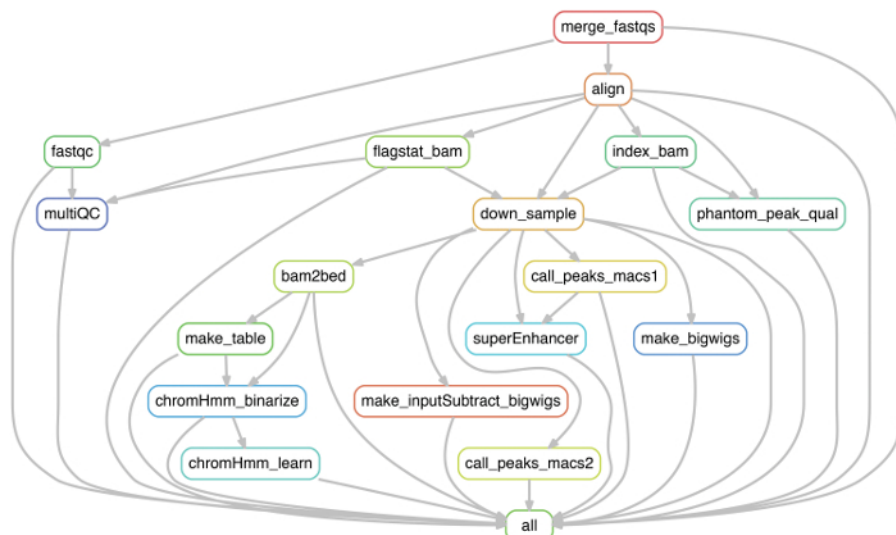 merge_fastqs
align
fastqc
flagstat_bam
index_bam
multiQC
down_sample
phantom_peak_qual
bam2bed
call_peaks_macs1
make_table
superEnhancer
make_bigwigs
chromHmm_binarize
make_inputSubtract_bigwigs
chromHmm_learn
call_peaks_macs2
all